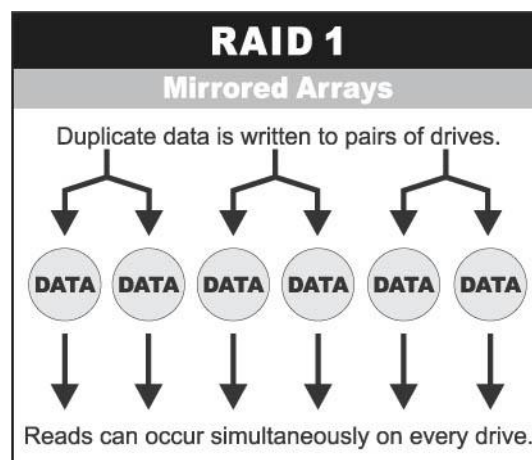 RAID 1
Mirrored Arrays
Duplicate data is written to pairs of drives.
DATA DATA DATA DATA DATA DATA
Reads can occur simultaneously on every drive.